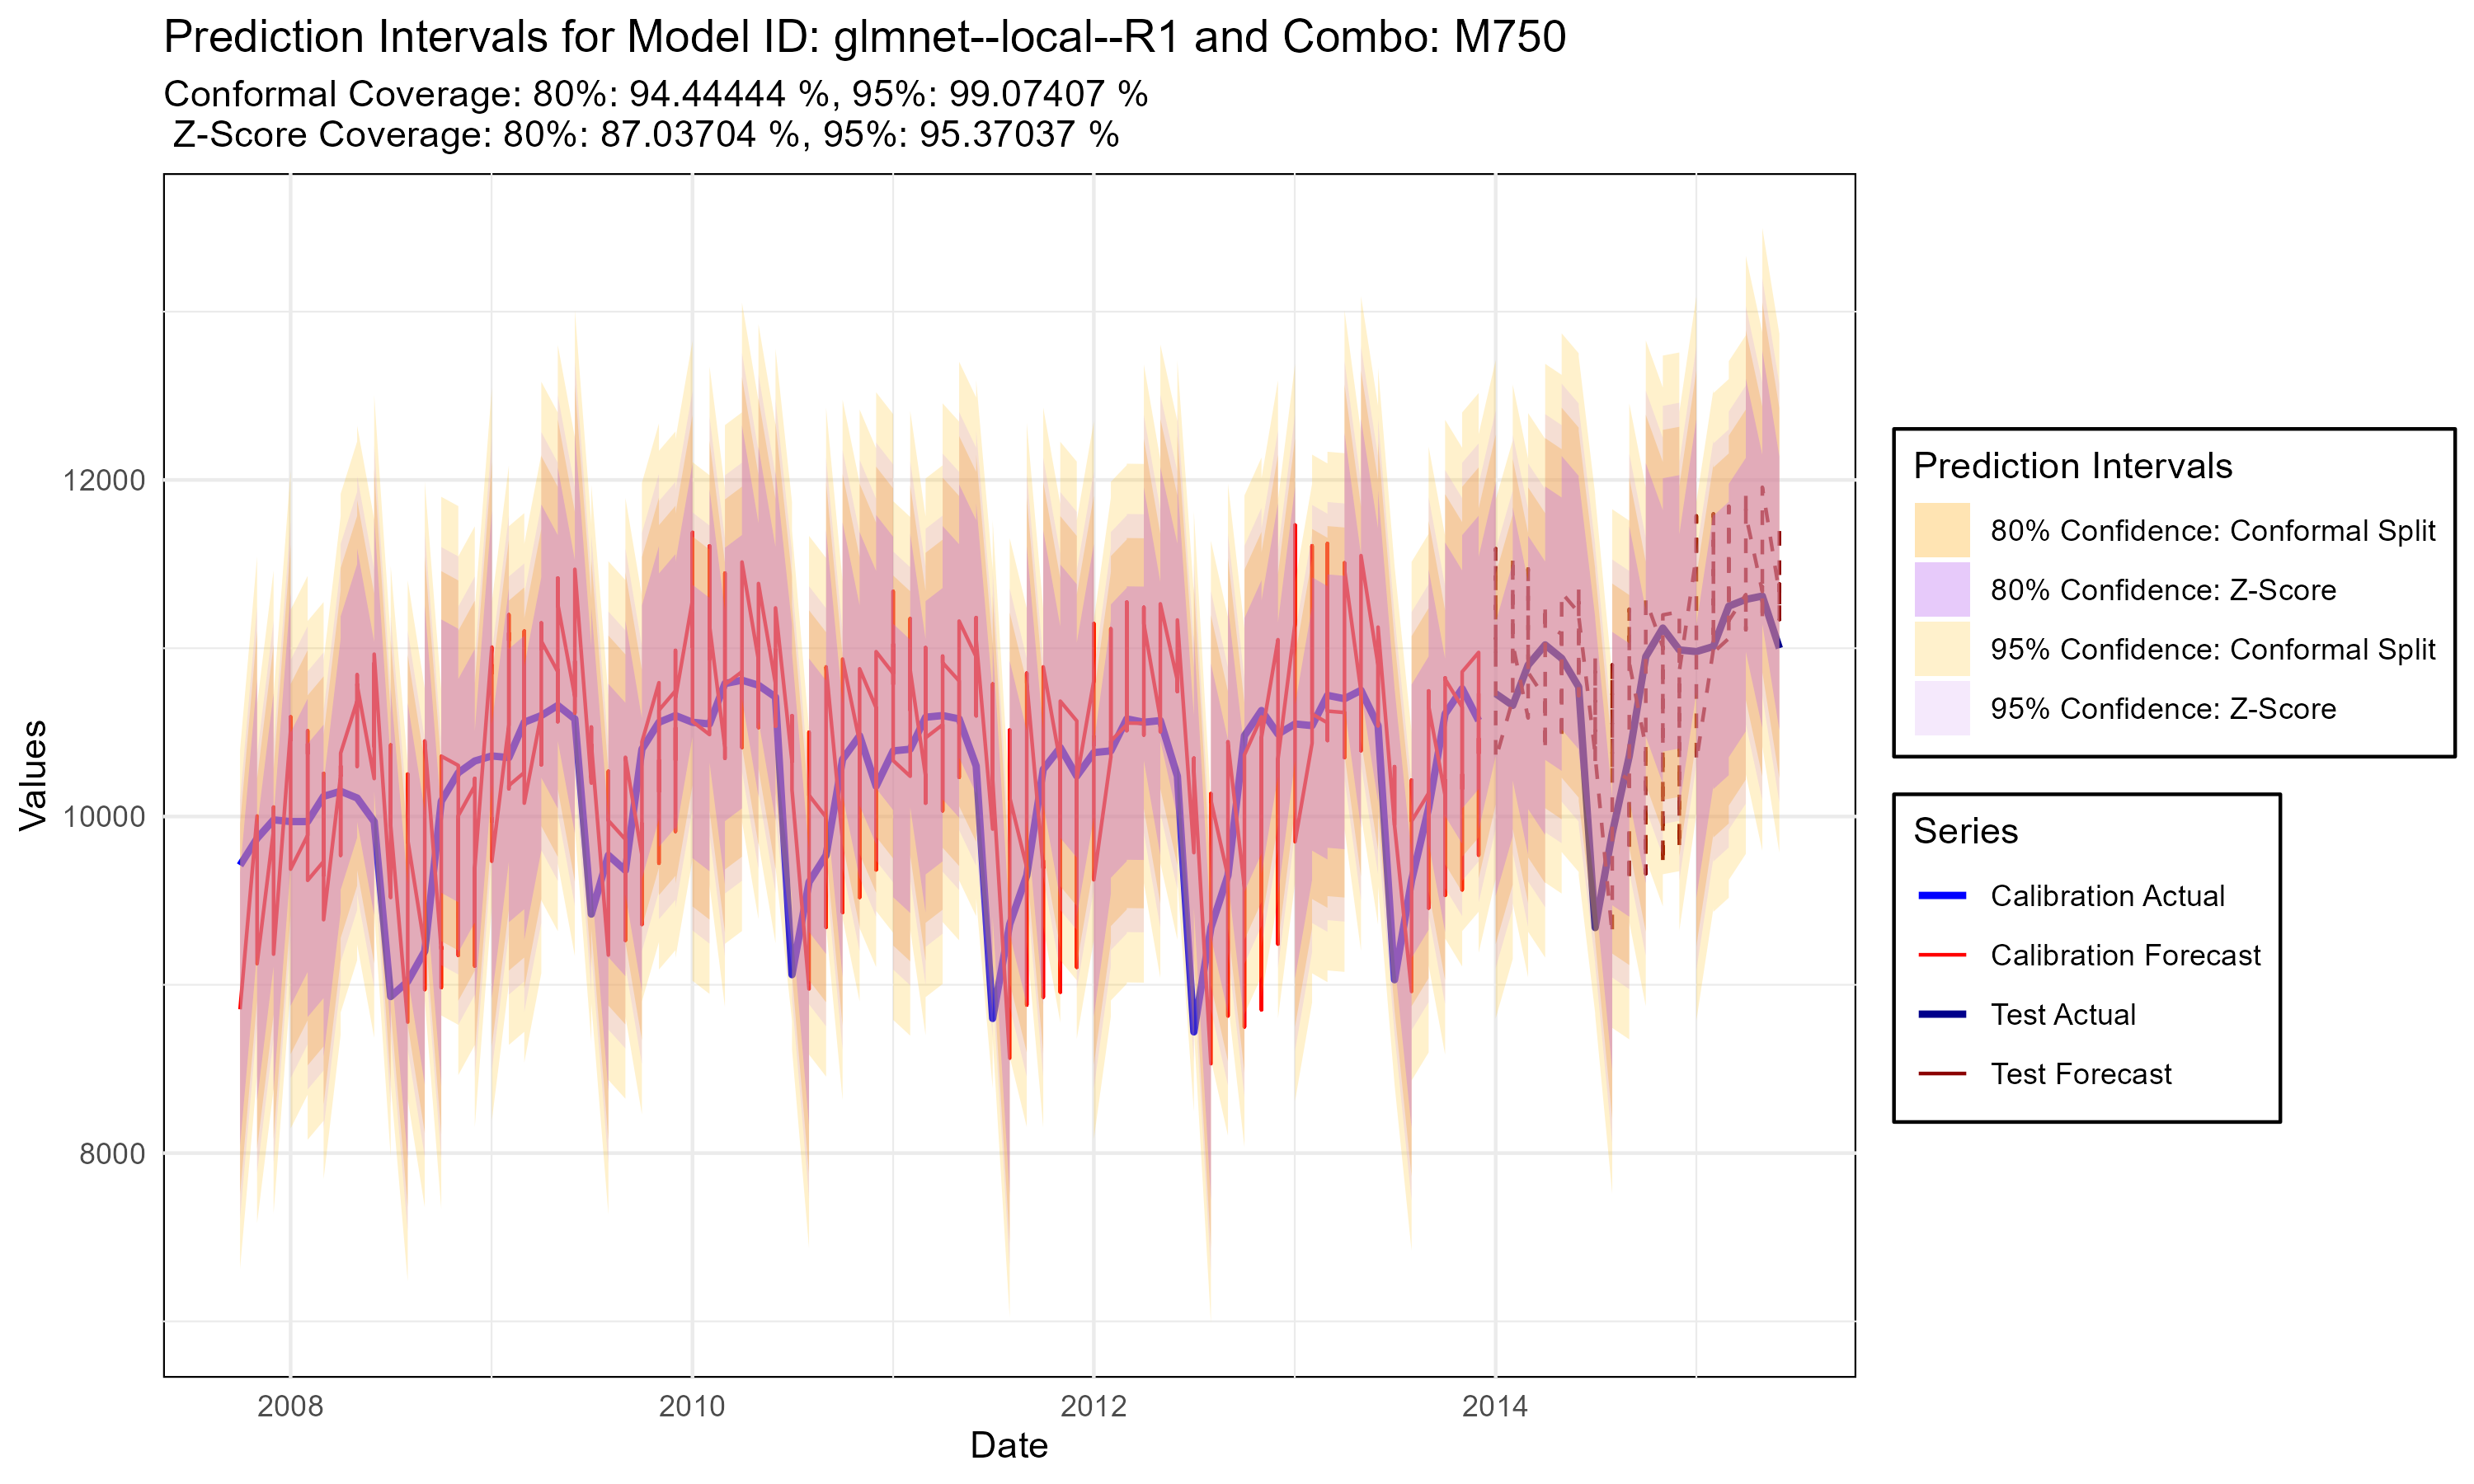 Prediction Intervals for Model ID: glmnet--local--R1 and Combo: M750
Conformal Coverage: 80%: 94.44444 %, 95%: 99.07407 %
Z-Score Coverage: 80%: 87.03704 %, 95%: 95.37037 %
Values
12000
10000
8000
2008
2010
2012
2014
Date
Prediction Intervals
80% Confidence: Conformal Split
80% Confidence: Z-Score
95% Confidence: Conformal Split
95% Confidence: Z-Score
Series
Calibration Actual
Calibration Forecast
Test Actual
Test Forecast